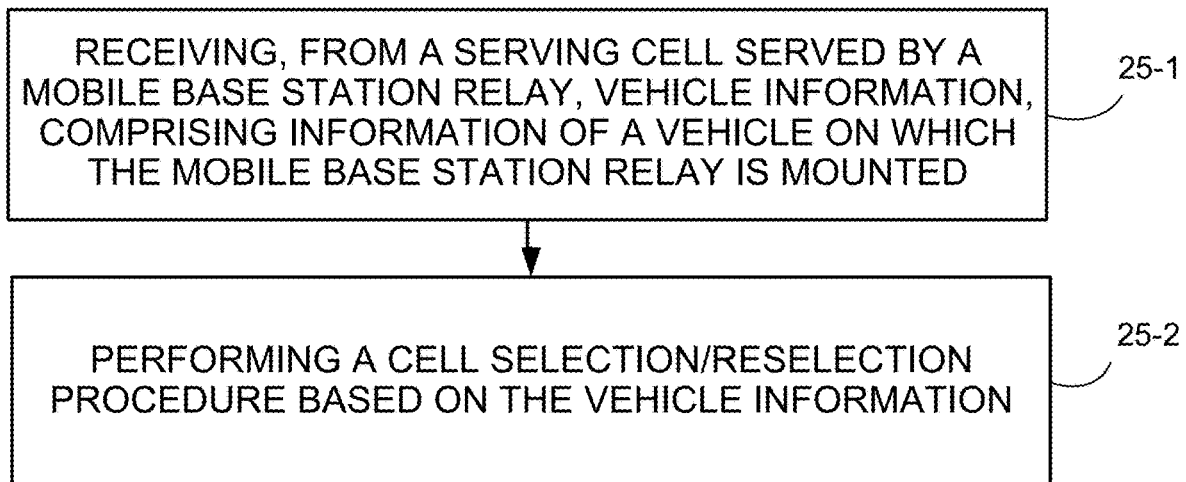 RECEIVING, FROM A SERVING CELL SERVED BY A
MOBILE BASE STATION RELAY, VEHICLE INFORMATION,
COMPRISING INFORMATION OF A VEHICLE ON WHICH
THE MOBILE BASE STATION RELAY IS MOUNTED
25-1
PERFORMING A CELL SELECTION/RESELECTION
PROCEDURE BASED ON THE VEHICLE INFORMATION
25-2